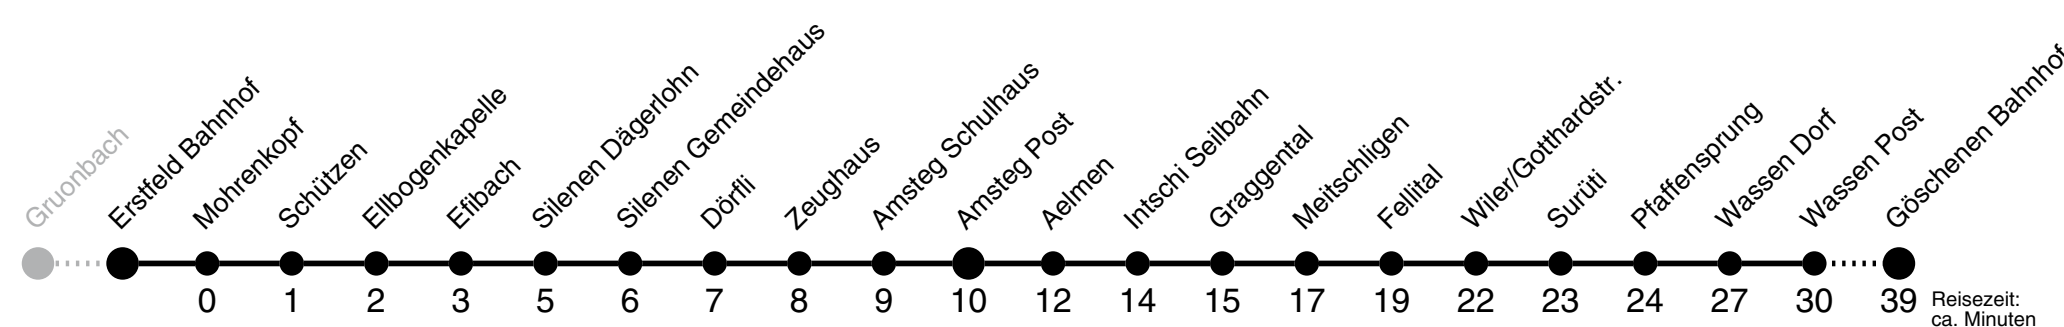 Gruonbach
Erstfeld Bahnhof
Mohrenkopf
Schützen
Ellbogenkapelle
Efibach
Silenen Dägerlohn
Silenen Gemeindehaus
Dörfli
Zeughaus
Amsteg Schulhaus
Amsteg Post
Aelmen
Intschi Seilbahn
Graggental
Meitschligen
Fellital
Wiler/Gotthardstr.
Surüti
Pfaffensprung
Wassen Dorf
Wassen Post
Göschenen Bahnhof
0 1 2 3 5 6 7 8 9 10 12 14 15 17 19 22 23 24 27 30 39
Reisezeit:
ca. Minuten